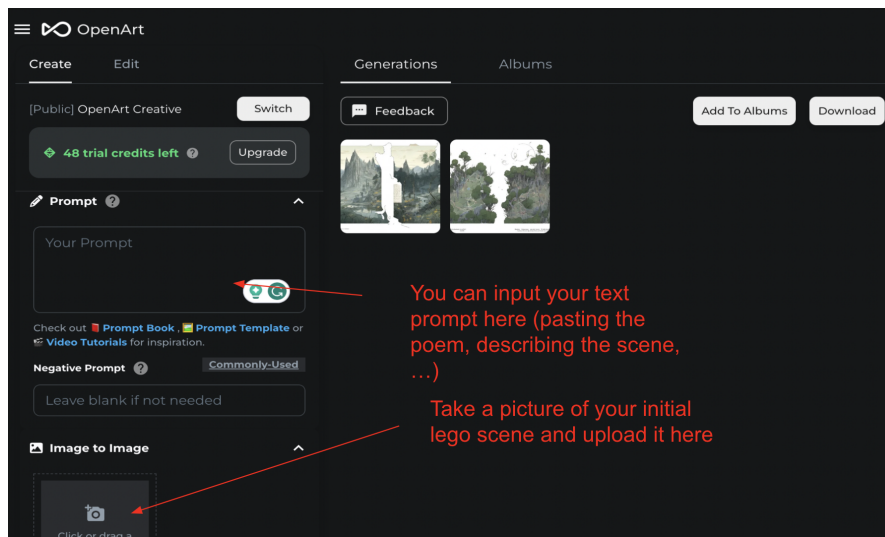 OpenArt
Create Edit
Generations Albums
[Public] OpenArt Creative Switch
Feedback
Add To Albums Download
48 trial credits left ? Upgrade
Prompt ?
Your Prompt
You can input your text
prompt here (pasting the
poem, describing the scene,
…)
Check out Prompt Book , Prompt Template or
Video Tutorials for inspiration.
Negative Prompt ? Commonly-Used
Leave blank if not needed
Take a picture of your initial
lego scene and upload it here
Image to Image
Click or drag a